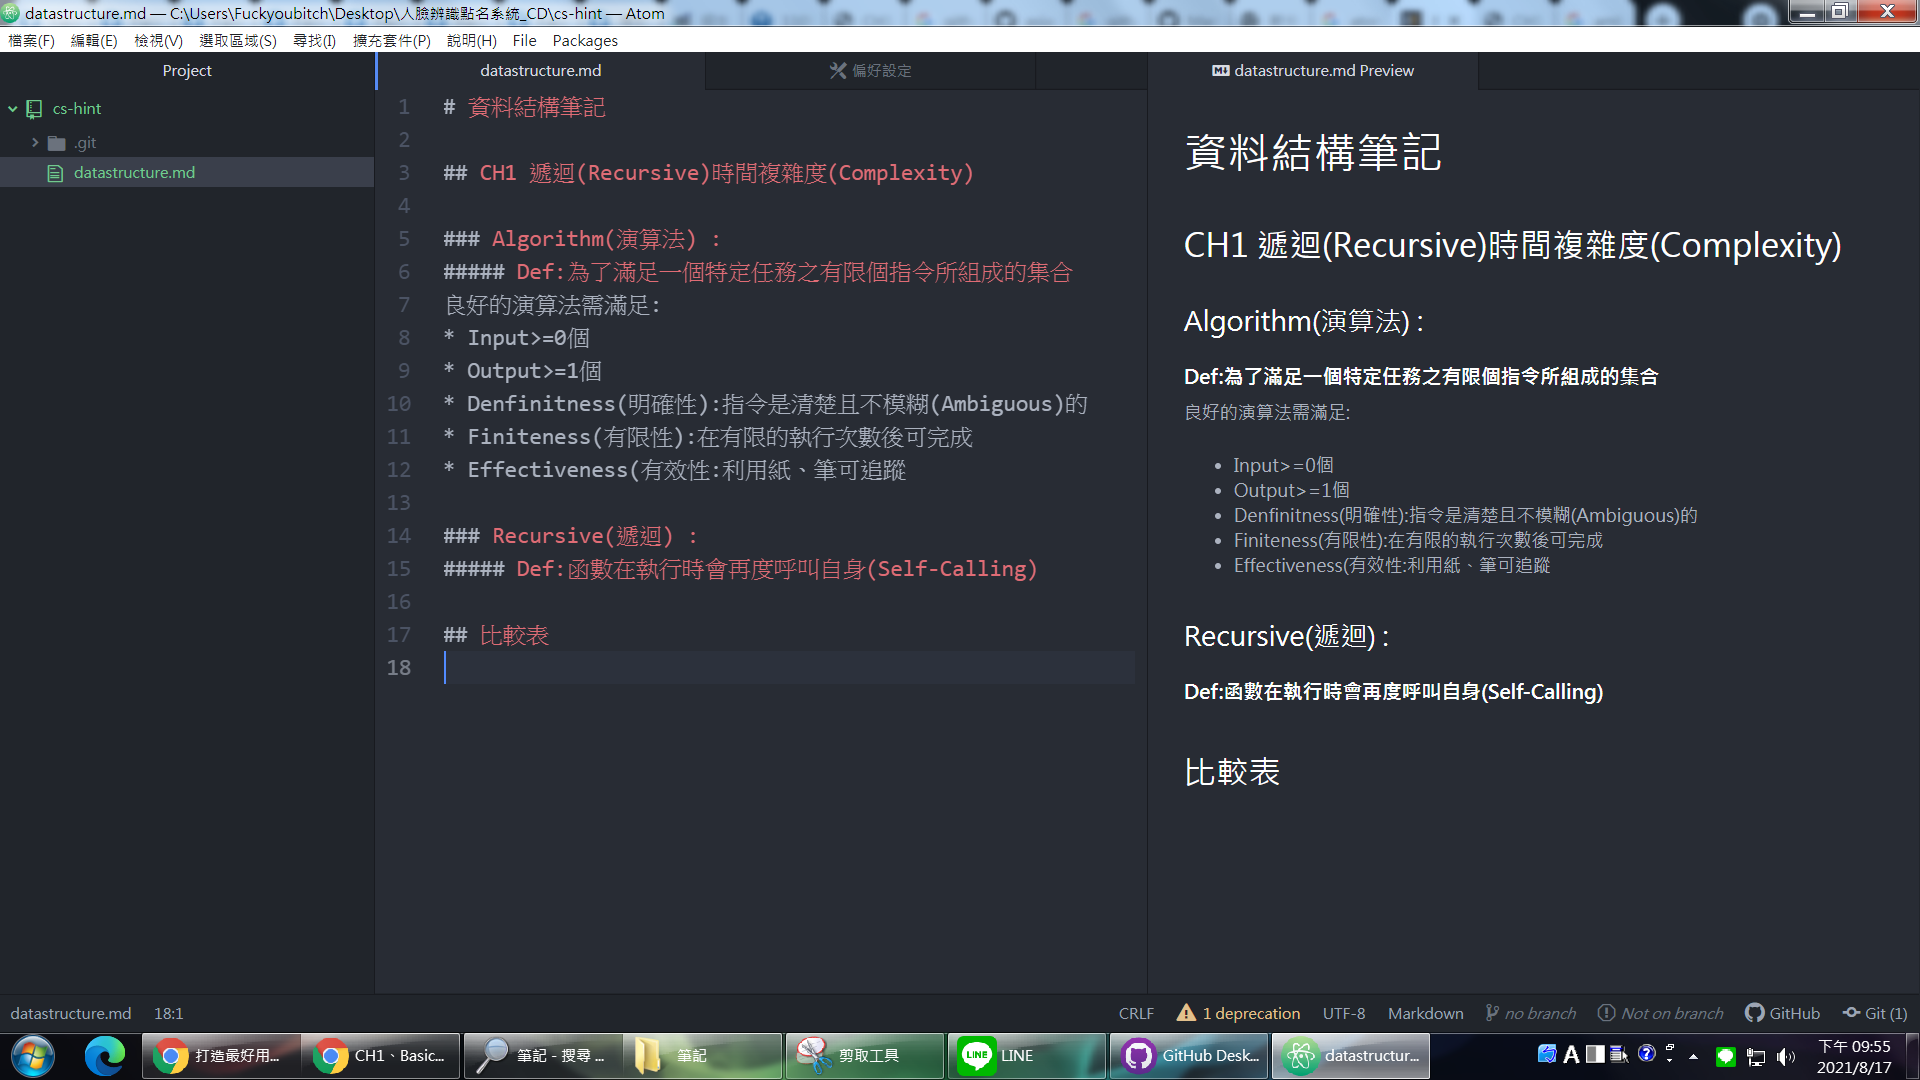 datastructure.md — C:\Users\Fuckyoubitch\Desktop\人臉辨識點名系統_CD\cs-hint — Atom
檔案(F) 編輯(E) 檢視(V) 選取區域(S) 尋找(I) 擴充套件(P) 說明(H) File Packages
Project
cs-hint
.git
datastructure.md
datastructure.md
偏好設定
1 # 資料結構筆記
2
3 ## CH1 遞迴(Recursive)時間複雜度(Complexity)
4
5 ### Algorithm(演算法) :
6 ##### Def:為了滿足一個特定任務之有限個指令所組成的集合
7 良好的演算法需滿足:
8 * Input>=0個
9 * Output>=1個
10 * Denfinitness(明確性):指令是清楚且不模糊(Ambiguous)的
11 * Finiteness(有限性):在有限的執行次數後可完成
12 * Effectiveness(有效性:利用紙、筆可追蹤
13
14 ### Recursive(遞迴) :
15 ##### Def:函數在執行時會再度呼叫自身(Self-Calling)
16
17 ## 比較表
18
datastructure.md Preview
資料結構筆記
CH1 遞迴(Recursive)時間複雜度(Complexity)
Algorithm(演算法) :
Def:為了滿足一個特定任務之有限個指令所組成的集合
良好的演算法需滿足:
• Input>=0個
• Output>=1個
• Denfinitness(明確性):指令是清楚且不模糊(Ambiguous)的
• Finiteness(有限性):在有限的執行次數後可完成
• Effectiveness(有效性:利用紙、筆可追蹤
Recursive(遞迴) :
Def:函數在執行時會再度呼叫自身(Self-Calling)
比較表
datastructure.md 18:1 CRLF 1 deprecation UTF-8 Markdown no branch Not on branch GitHub Git (1)
打造最好用... CH1、Basic... 筆記 - 搜尋 ... 筆記 剪取工具 LINE LINE GitHub Desk... datastructur... A 下午 09:55
2021/8/17